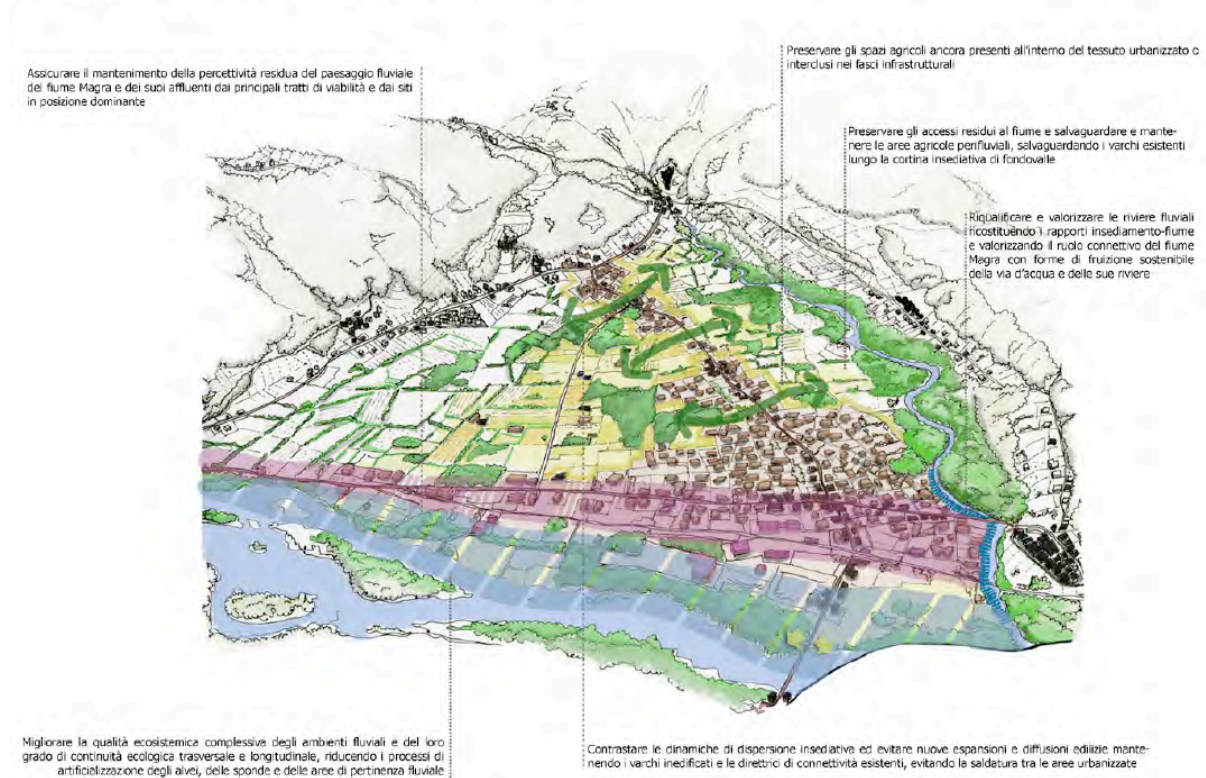 Assicurare il mantenimento della percettività residua del paesaggio fluviale
del fiume Magra e dei suoi affluenti dai principali tratti di viabilità e dai siti
in posizione dominante
Preservare gli spazi agricoli ancora presenti all'interno del tessuto urbanizzato o
interclusi nei fasci infrastrutturali
Preservare gli accessi residui al fiume e salvaguardare e mante-
nere le aree agricole perifluviali, salvaguardando i varchi esistenti
lungo la cortina insediativa di fondovalle
Riqualificare e valorizzare le riviere fluviali
ricostituendo i rapporti insediamento-fiume
e valorizzando il ruolo connettivo del fiume
Magra con forme di fruizione sostenibile
della via d'acqua e delle sue riviere
Migliorare la qualità ecosistemica complessiva degli ambienti fluviali e del loro
grado di continuità ecologica trasversale e longitudinale, riducendo i processi di
artificializzazione degli alvei, delle sponde e delle aree di pertinenza fluviale
Contrastare le dinamiche di dispersione insediativa ed evitare nuove espansioni e diffusioni edilizie mante-
nendo i varchi inedificati e le direttrici di connettività esistenti, evitando la saldatura tra le aree urbanizzate